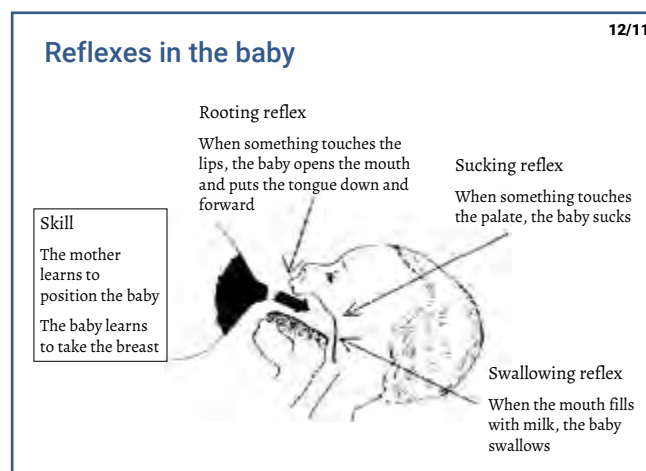 12/11
Reflexes in the baby
Rooting reflex
When something touches the
lips, the baby opens the mouth
and puts the tongue down and
forward
Sucking reflex
When something touches
the palate, the baby sucks
Skill
The mother
learns to
position the baby
The baby learns
to take the breast
Swallowing reflex
When the mouth fills
with milk, the baby
swallows